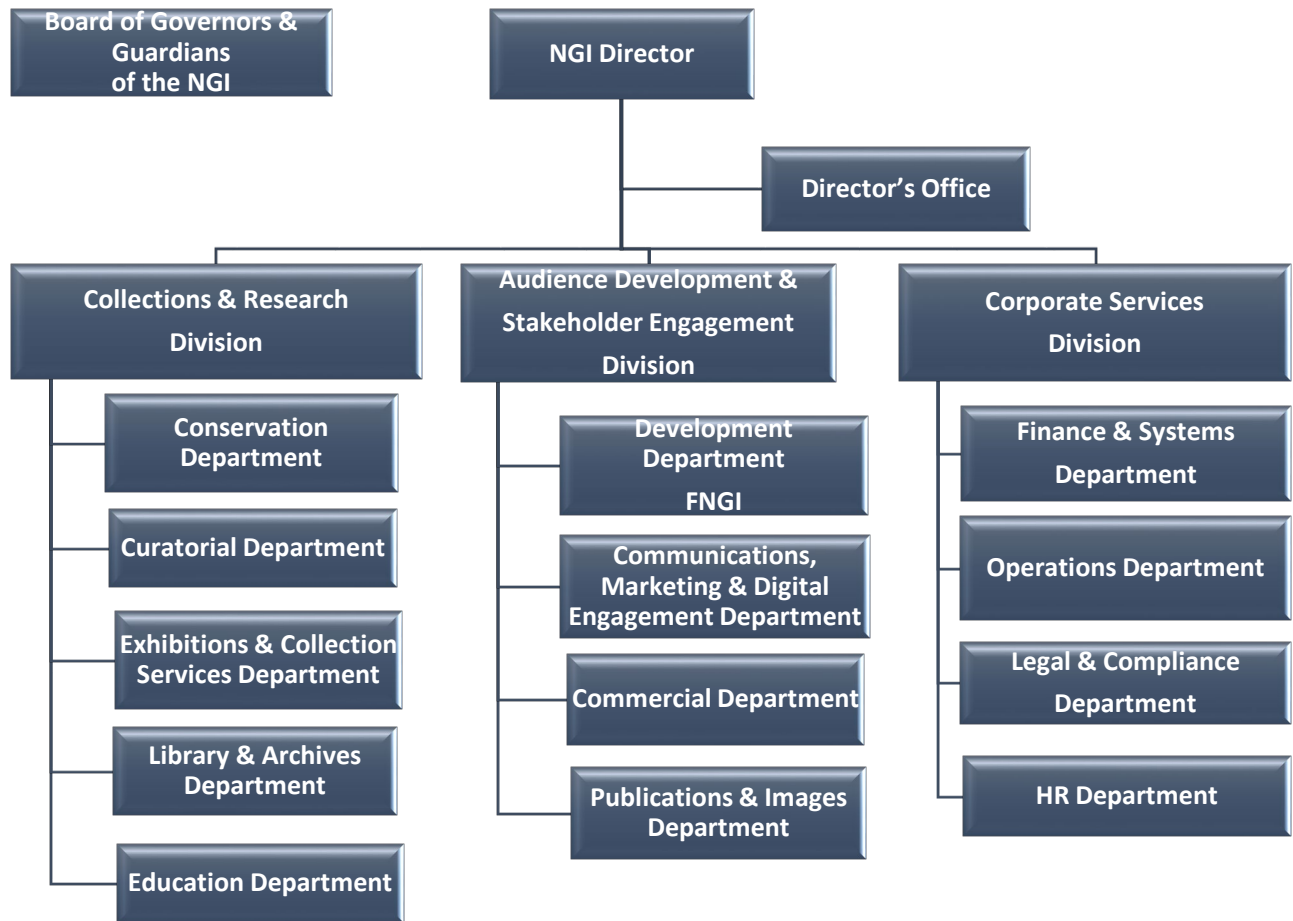 Board of Governors &
Guardians
of the NGI
NGI Director
Director’s Office
Collections & Research
Division
Audience Development &
Stakeholder Engagement
Division
Corporate Services
Division
Conservation
Department
Curatorial Department
Exhibitions & Collection
Services Department
Library & Archives
Department
Education Department
Development
Department
FNGI
Communications,
Marketing & Digital
Engagement Department
Commercial Department
Publications & Images
Department
Finance & Systems
Department
Operations Department
Legal & Compliance
Department
HR Department